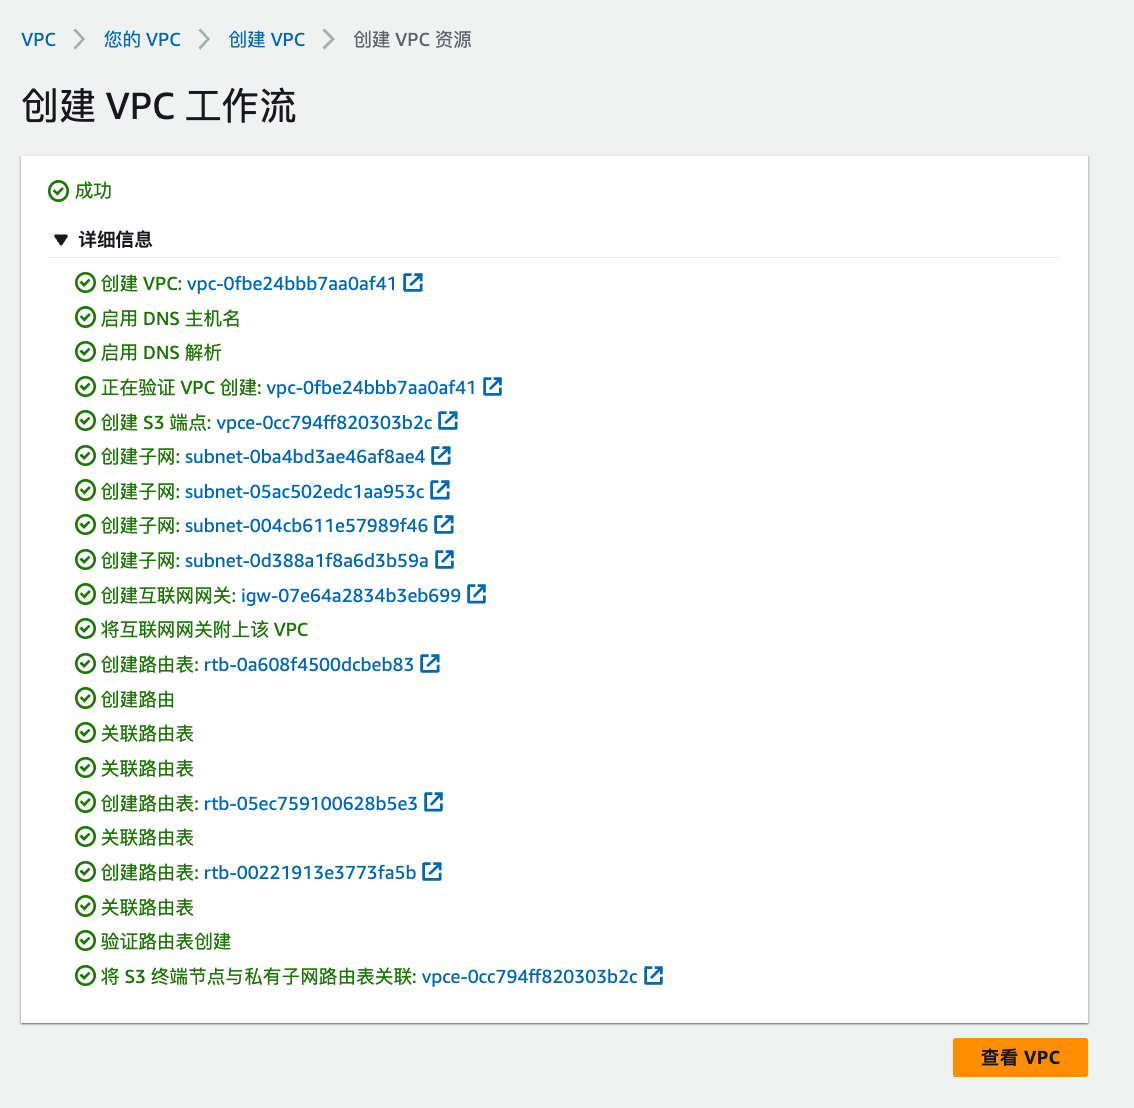 VPC 您的 VPC 创建 VPC 创建 VPC 资源
创建 VPC 工作流
成功
详细信息
创建 VPC: vpc-0fbe24bbb7aa0af41
启用 DNS 主机名
启用 DNS 解析
正在验证 VPC 创建: vpc-0fbe24bbb7aa0af41
创建 S3 端点: vpce-0cc794ff820303b2c
创建子网: subnet-0ba4bd3ae46af8ae4
创建子网: subnet-05ac502edc1aa953c
创建子网: subnet-004cb611e57989f46
创建子网: subnet-0d388a1f8a6d3b59a
创建互联网网关: igw-07e64a2834b3eb699
将互联网网关附上该 VPC
创建路由表: rtb-0a608f4500dcbeb83
创建路由
关联路由表
关联路由表
创建路由表: rtb-05ec759100628b5e3
关联路由表
创建路由表: rtb-00221913e3773fa5b
关联路由表
验证路由表创建
将 S3 终端节点与私有子网路由表关联: vpce-0cc794ff820303b2c
查看 VPC